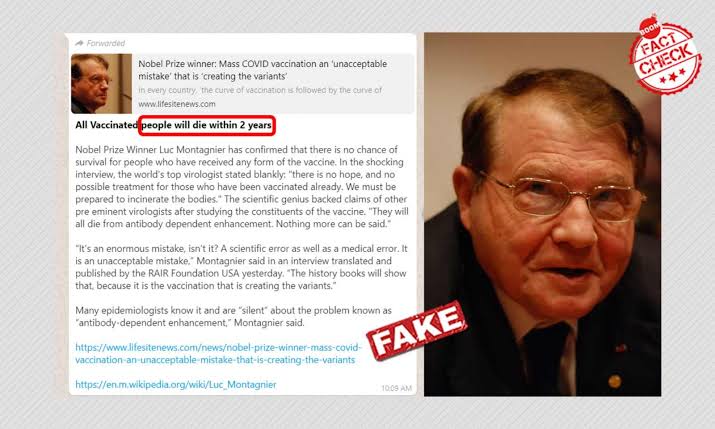 Forwarded
Nobel Prize winner: Mass COVID vaccination an 'unacceptable
mistake' that is 'creating the variants'
In every country, 'the curve of vaccination is followed by the curve of
www.lifesitenews.com
All Vaccinated people will die within 2 years
Nobel Prize Winner Luc Montagnier has confirmed that there is no chance of
survival for people who have received any form of the vaccine. In the shocking
interview, the world's top virologist stated blankly: "there is no hope, and no
possible treatment for those who have been vaccinated already. We must be
prepared to incinerate the bodies." The scientific genius backed claims of other
pre eminent virologists after studying the constituents of the vaccine. "They will
all die from antibody dependent enhancement. Nothing more can be said."
"It's an enormous mistake, isn't it? A scientific error as well as a medical error. It
is an unacceptable mistake," Montagnier said in an interview translated and
published by the RAIR Foundation USA yesterday. "The history books will show
that, because it is the vaccination that is creating the variants."
Many epidemiologists know it and are "silent" about the problem known as
"antibody-dependent enhancement," Montagnier said.
https://www.lifesitenews.com/news/nobel-prize-winner-mass-covid-
vaccination-an-unacceptable-mistake-that-is-creating-the-variants
https://en.m.wikipedia.org/wiki/Luc_Montagnier
10:09 AM
FAKE
BOOM
FACT
CHECK